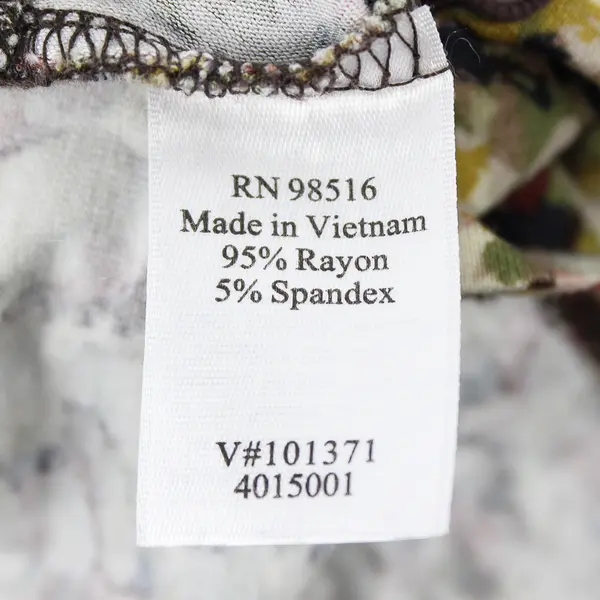 RN 98516
Made in Vietnam
95% Rayon
5% Spandex
V#101371
4015001